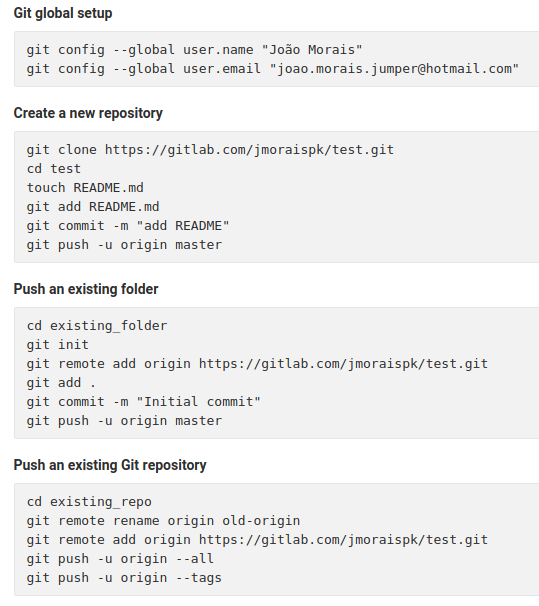 Git global setup
git config --global user.name "João Morais"
git config --global user.email "joao.morais.jumper@hotmail.com"
Create a new repository
git clone https://gitlab.com/jmoraispk/test.git
cd test
touch README.md
git add README.md
git commit -m "add README"
git push -u origin master
Push an existing folder
cd existing_folder
git init
git remote add origin https://gitlab.com/jmoraispk/test.git
git add .
git commit -m "Initial commit"
git push -u origin master
Push an existing Git repository
cd existing_repo
git remote rename origin old-origin
git remote add origin https://gitlab.com/jmoraispk/test.git
git push -u origin --all
git push -u origin --tags